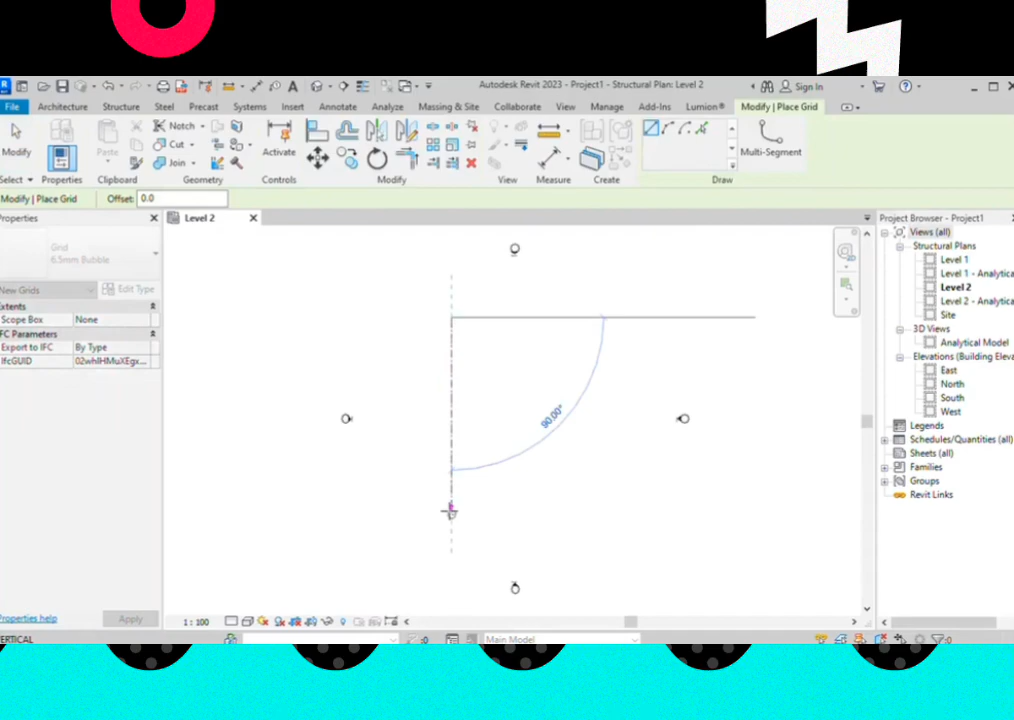 Autodesk Revit 2023 - Project1 - Structural Plan: Level 2
Sign In
File Architecture Structure Steel Precast Systems Insert Annotate Analyze Massing & Site Collaborate View Manage Add-Ins Lumion® Modify | Place Grid
Modify Paste Notch Cut Join Activate Multi-Segment
Select Properties Clipboard Geometry Controls Modify View Measure Create Draw
Modify | Place Grid Offset: 0.0
Properties
Level 2
Project Browser - Project1
Grid
6.5mm Bubble
New Grids Edit Type
Extents
Scope Box None
IFC Parameters
Export to IFC By Type
IfcGUID 02whIHMuXEgx...
Properties help Apply
90.00°
Views (all)
Structural Plans
Level 1
Level 1 - Analytica
Level 2
Level 2 - Analytica
Site
3D Views
Analytical Model
Elevations (Building Eleva
East
North
South
West
Legends
Schedules/Quantities (all)
Sheets (all)
Families
Groups
Revit Links
1 : 100
VERTICAL :0 Main Model :0